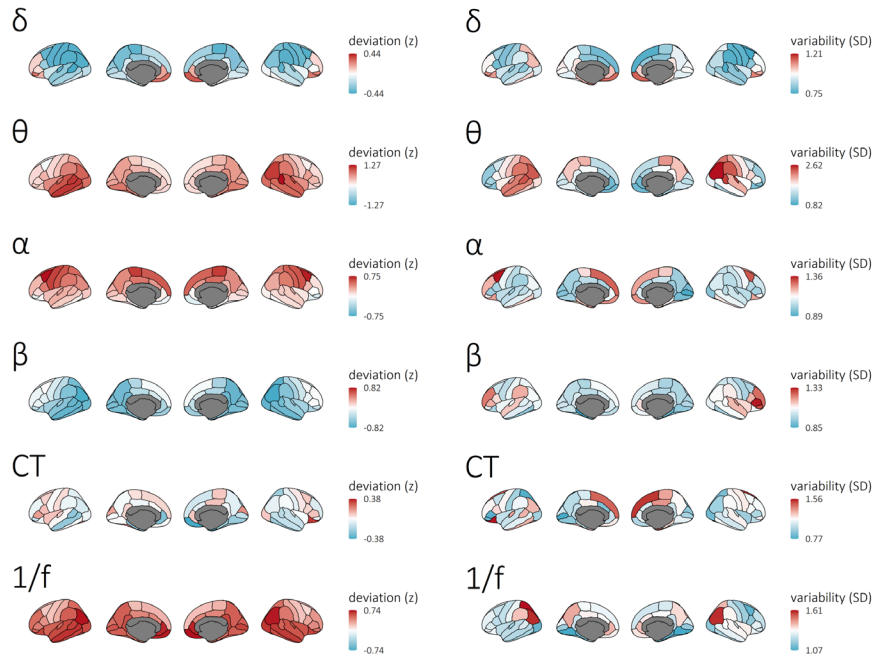 δ
deviation (z)
0.44
-0.44
δ
variability (SD)
1.21
0.75
θ
deviation (z)
1.27
-1.27
θ
variability (SD)
2.62
0.82
α
deviation (z)
0.75
-0.75
α
variability (SD)
1.36
0.89
β
deviation (z)
0.82
-0.82
β
variability (SD)
1.33
0.85
CT
deviation (z)
0.38
-0.38
CT
variability (SD)
1.56
0.77
1/f
deviation (z)
0.74
-0.74
1/f
variability (SD)
1.61
1.07